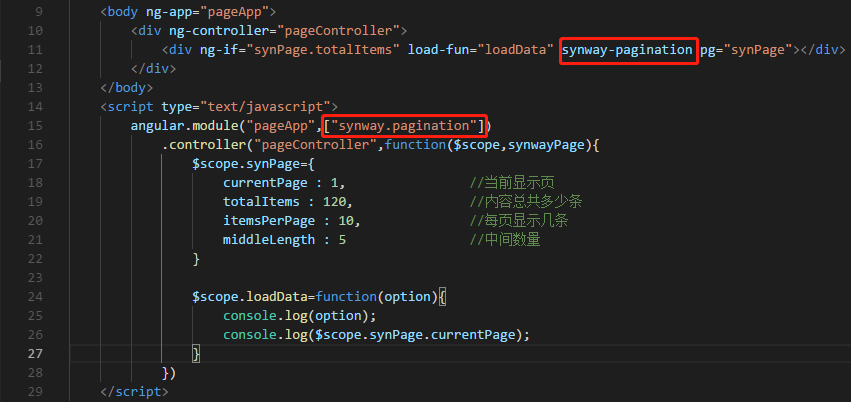 9 <body ng-app="pageApp">
10 <div ng-controller="pageController">
11 <div ng-if="synPage.totalItems" load-fun="loadData" synway-pagination pg="synPage"></div>
12 </div>
13 </body>
14 <script type="text/javascript">
15 angular.module("pageApp",["synway.pagination"])
16 .controller("pageController",function($scope,synwayPage){
17 $scope.synPage={
18 currentPage : 1, //当前显示页
19 totalItems : 120, //内容总共多少条
20 itemsPerPage : 10, //每页显示几条
21 middleLength : 5 //中间数量
22 }
23
24 $scope.loadData=function(option){
25 console.log(option);
26 console.log($scope.synPage.currentPage);
27 }
28 })
29 </script>